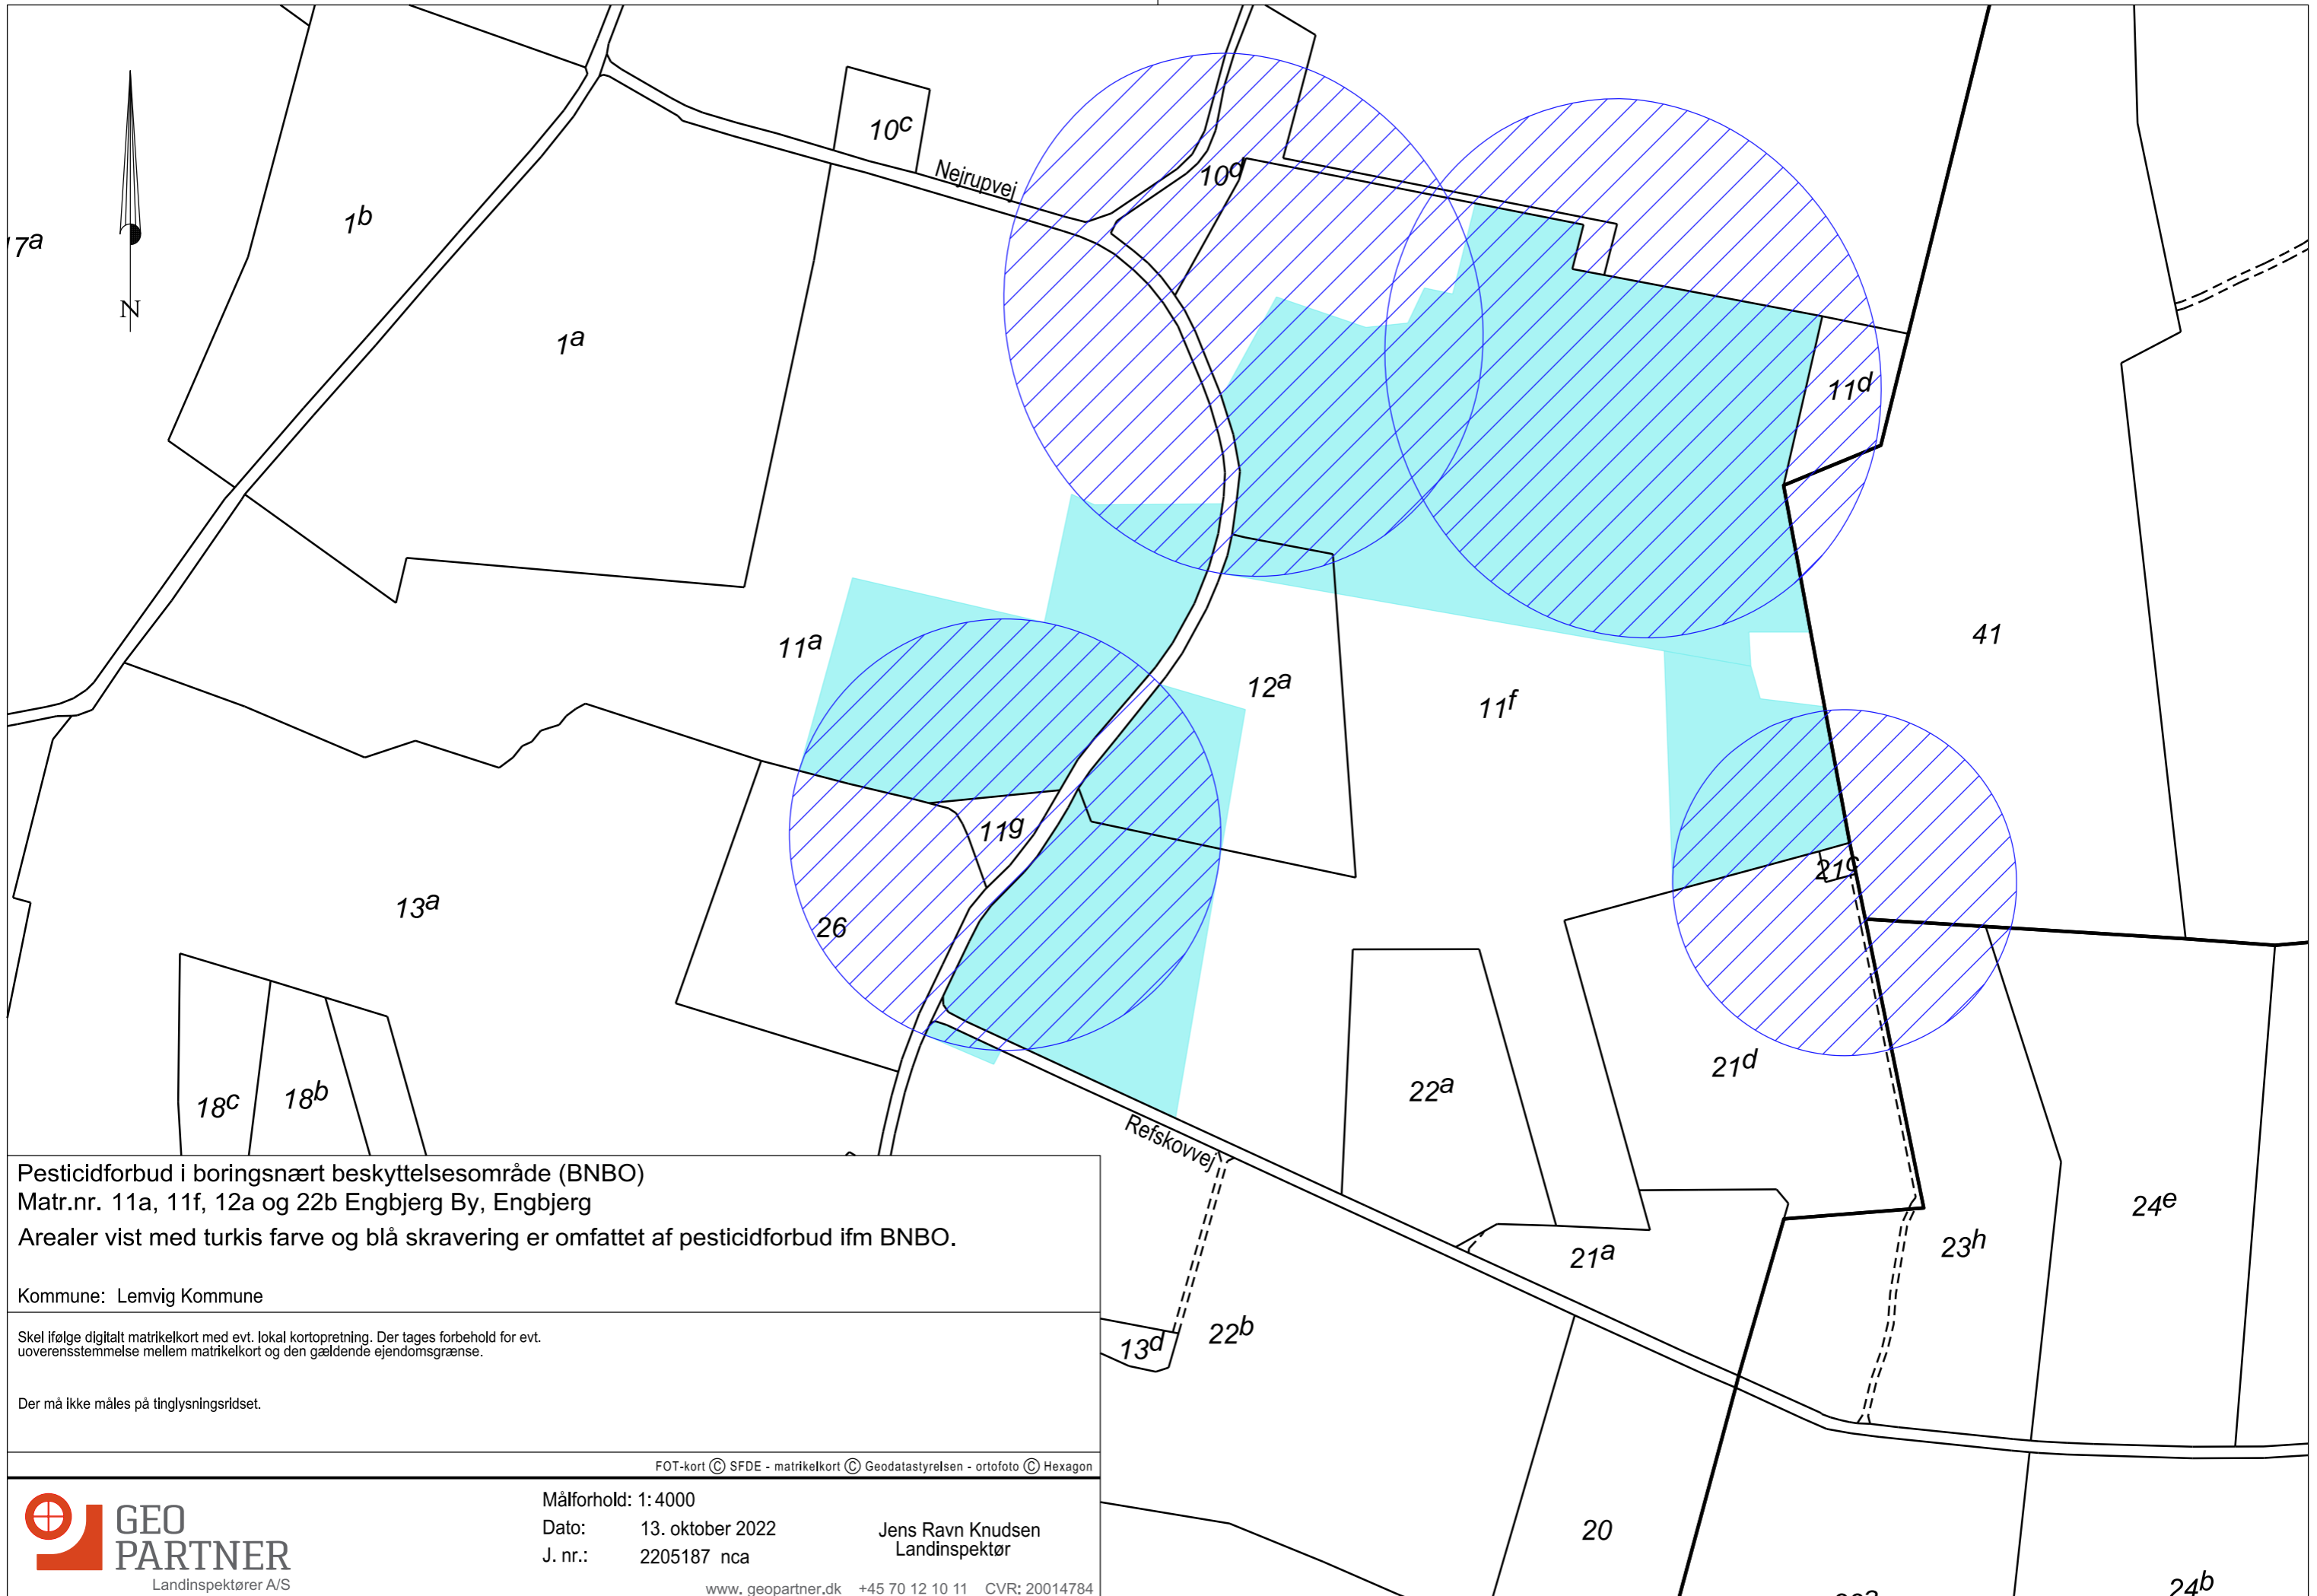 10c
Nejrupvej
10d
1b
17a
N
1a
11d
11a
41
12a
11f
119
21c
13a
26
21d
22a
18c
18b
Refskovvej
24e
23h
21a
22b
13d
20
24b
Pesticidforbud i boringsnært beskyttelsesområde (BNBO)
Matr.nr. 11a, 11f, 12a og 22b Engbjerg By, Engbjerg
Arealer vist med turkis farve og blå skravering er omfattet af pesticidforbud ifm BNBO.
Kommune: Lemvig Kommune
Skel ifølge digitalt matrikelkort med evt. lokal kortopretning. Der tages forbehold for evt.
uoverensstemmelse mellem matrikelkort og den gældende ejendomsgrænse.
Der må ikke måles på tinglysningsridset.
FOT-kort © SFDE - matrikelkort © Geodatastyrelsen - ortofoto © Hexagon
GEO
PARTNER
Landinspektører A/S
Målforhold: 1:4000
Dato: 13. oktober 2022
J. nr.: 2205187 nca
Jens Ravn Knudsen
Landinspektør
www.geopartner.dk +45 70 12 10 11 CVR: 20014784